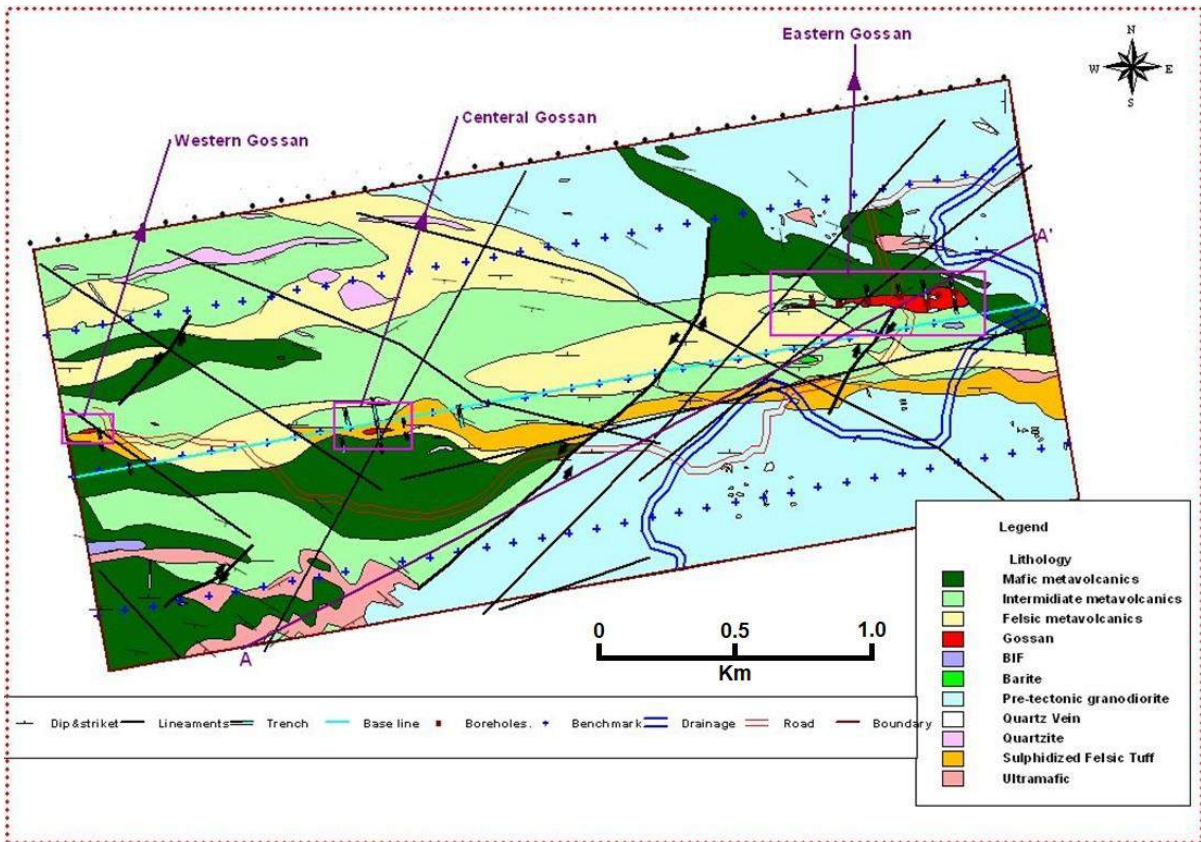 Eastern Gossan
N
W
E
S
Centeral Gossan
Western Gossan
A'
A
0 0.5 1.0
Km
Legend
Lithology
Mafic metavolcanics
Intermidiate metavolcanics
Felsic metavolcanics
Gossan
BIF
Barite
Pre-tectonic granodiorite
Quartz Vein
Quartzite
Sulphidized Felsic Tuff
Ultramafic
Dip&striket Lineaments Trench Base line Boreholes. Benchmark Drainage Road Boundary